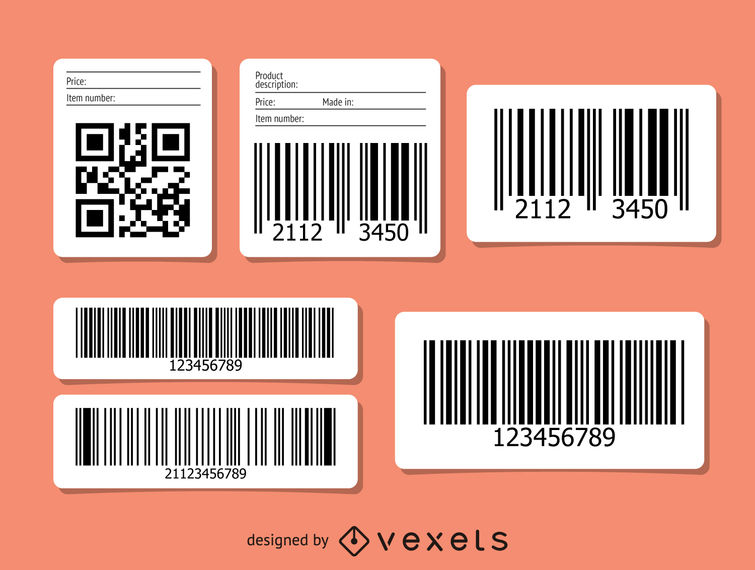 Price:
Item number:
Product
description:
Price: Made in:
Item number:
2112 3450
2112 3450
123456789
21123456789
123456789
designed by vexels